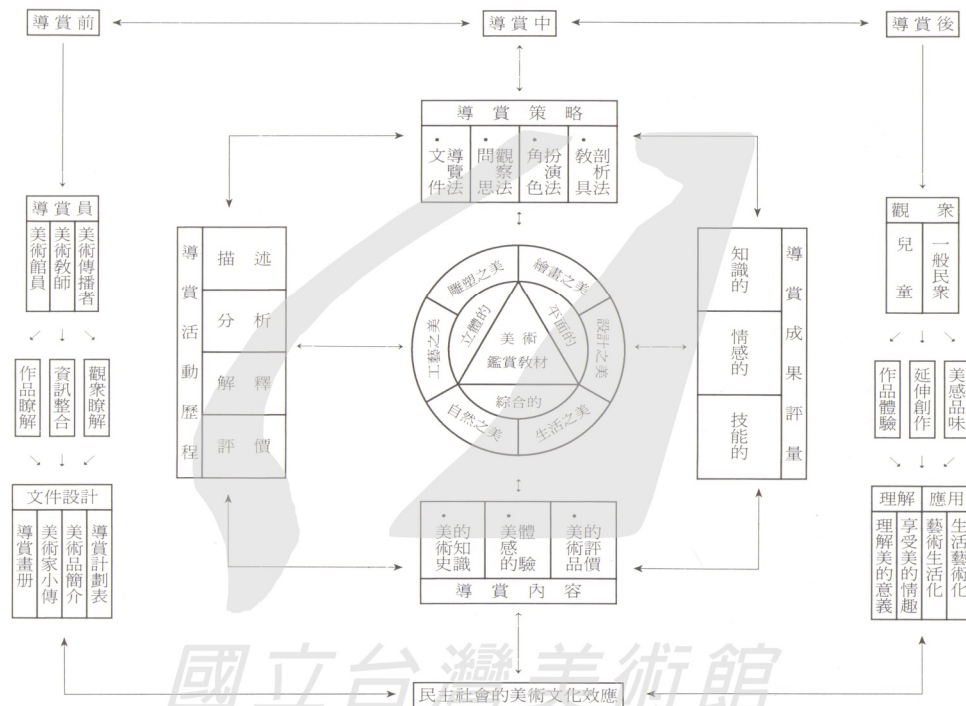 導賞前
導賞中
導賞後
導賞策略
•文件導覽法
•問思觀察法
•角色扮演法
•教具剖析法
導賞員
美術館員
美術教師
美術傳播者
作品瞭解
資訊整合
觀眾瞭解
文件設計
導賞畫册
美術家小傳
美術品簡介
導賞計劃表
導賞活動歷程
描述
分析
解釋
評價
雕塑之美
繪畫之美
工藝之美
設計之美
自然之美
生活之美
立體的
平面的
綜合的
美術
鑑賞教材
知識的
情感的
技能的
導賞成果評量
•美術史的知識
•美感的體驗
•美術品的評價
導賞內容
觀眾
兒童
一般民眾
作品體驗
延伸創作
美感品味
理解
應用
理解美的意義
享受美的情趣
藝術生活化
生活藝術化
民主社會的美術文化效應
國立台灣美術館